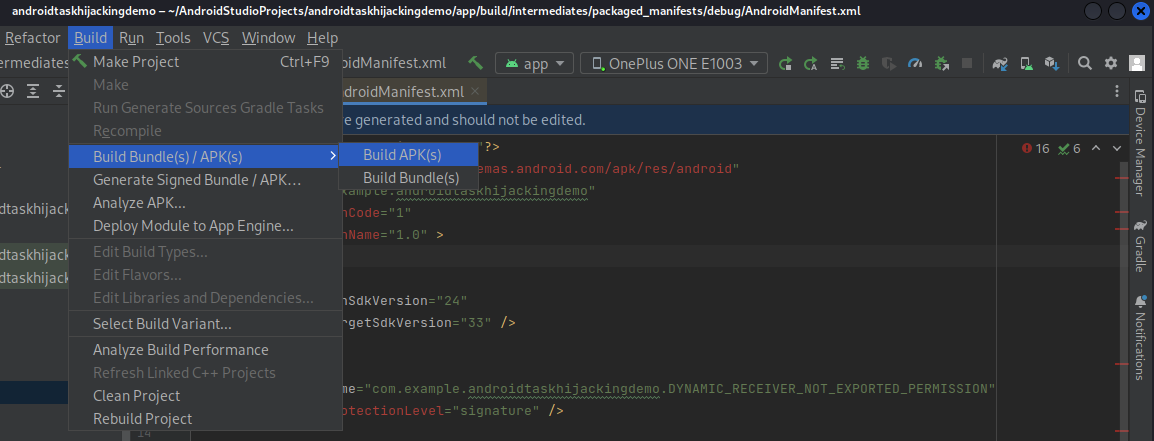 androidtaskhijackingdemo – ~/AndroidStudioProjects/androidtaskhijackingdemo/app/build/intermediates/packaged_manifests/debug/AndroidManifest.xml
Refactor Build Run Tools VCS Window Help
ermediates
Make Project Ctrl+F9
oidManifest.xml
app
OnePlus ONE E1003
Make
ndroidManifest.xml
Run Generate Sources Gradle Tasks
e generated and should not be edited.
Recompile
Build Bundle(s) / APK(s)
Build APK(s)
"?>
16 6
Generate Signed Bundle / APK...
Build Bundle(s)
emas.android.com/apk/res/android"
xample.androidtaskhijackingdemo"
Analyze APK...
dtaskhijack
nCode="1"
Deploy Module to App Engine...
nName="1.0" >
Edit Build Types...
dtaskhijack
Edit Flavors...
dtaskhijack
Edit Libraries and Dependencies...
nSdkVersion="24"
Select Build Variant...
rgetSdkVersion="33" />
Analyze Build Performance
Refresh Linked C++ Projects
me="com.example.androidtaskhijackingdemo.DYNAMIC_RECEIVER_NOT_EXPORTED_PERMISSION"
Clean Project
otectionLevel="signature" />
Rebuild Project
14
Device Manager
Gradle
Notifications